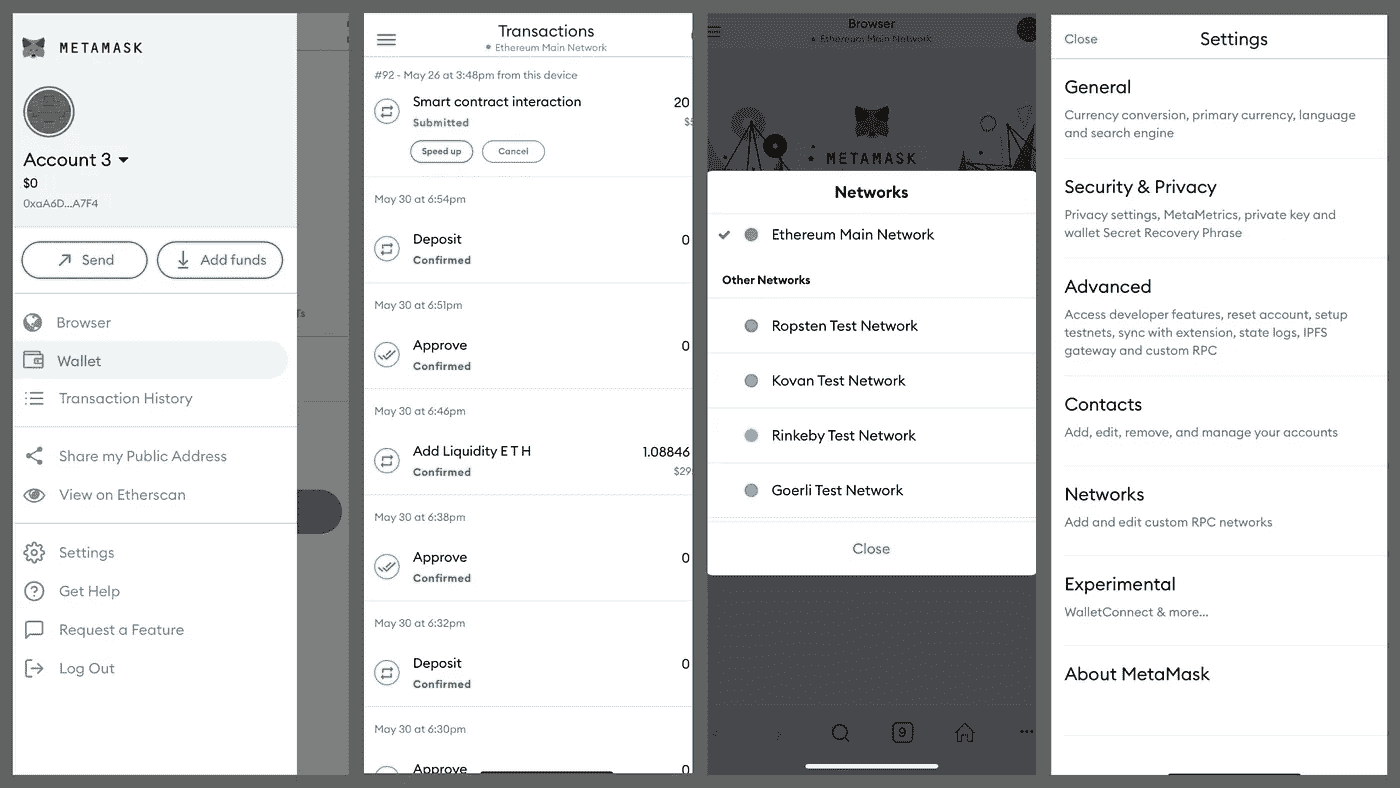 METAMASK
Account 3
$0
0xaA6D...A7F4
Send
Add funds
Browser
Wallet
Transaction History
Share my Public Address
View on Etherscan
Settings
Get Help
Request a Feature
Log Out
Transactions
Ethereum Main Network
#92 - May 26 at 3:48pm from this device
Smart contract interaction 20
Submitted
Speed up Cancel
May 30 at 6:54pm
Deposit 0
Confirmed
May 30 at 6:51pm
Approve 0
Confirmed
May 30 at 6:46pm
Add Liquidity E T H 1.08846
Confirmed $29
May 30 at 6:38pm
Approve 0
Confirmed
May 30 at 6:32pm
Deposit 0
Confirmed
May 30 at 6:30pm
Approve 0
Browser
Ethereum Main Network
METAMASK
Networks
Ethereum Main Network
Other Networks
Ropsten Test Network
Kovan Test Network
Rinkeby Test Network
Goerli Test Network
Close
9
Close
Settings
General
Currency conversion, primary currency, language
and search engine
Security & Privacy
Privacy settings, MetaMetrics, private key and
wallet Secret Recovery Phrase
Advanced
Access developer features, reset account, setup
testnets, sync with extension, state logs, IPFS
gateway and custom RPC
Contacts
Add, edit, remove, and manage your accounts
Networks
Add and edit custom RPC networks
Experimental
WalletConnect & more...
About MetaMask